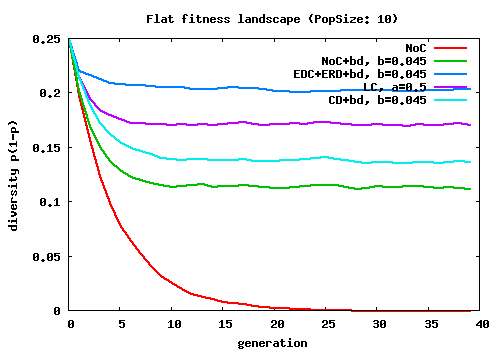 Flat fitness landscape (PopSize: 10)
0.25
0.2
0.15
0.1
0.05
0
diversity p(1-p)
NoC
NoC+bd, b=0.045
EDC+ERD+bd, b=0.045
LC, a=0.5
CD+bd, b=0.045
0 5 10 15 20 25 30 35 40
generation